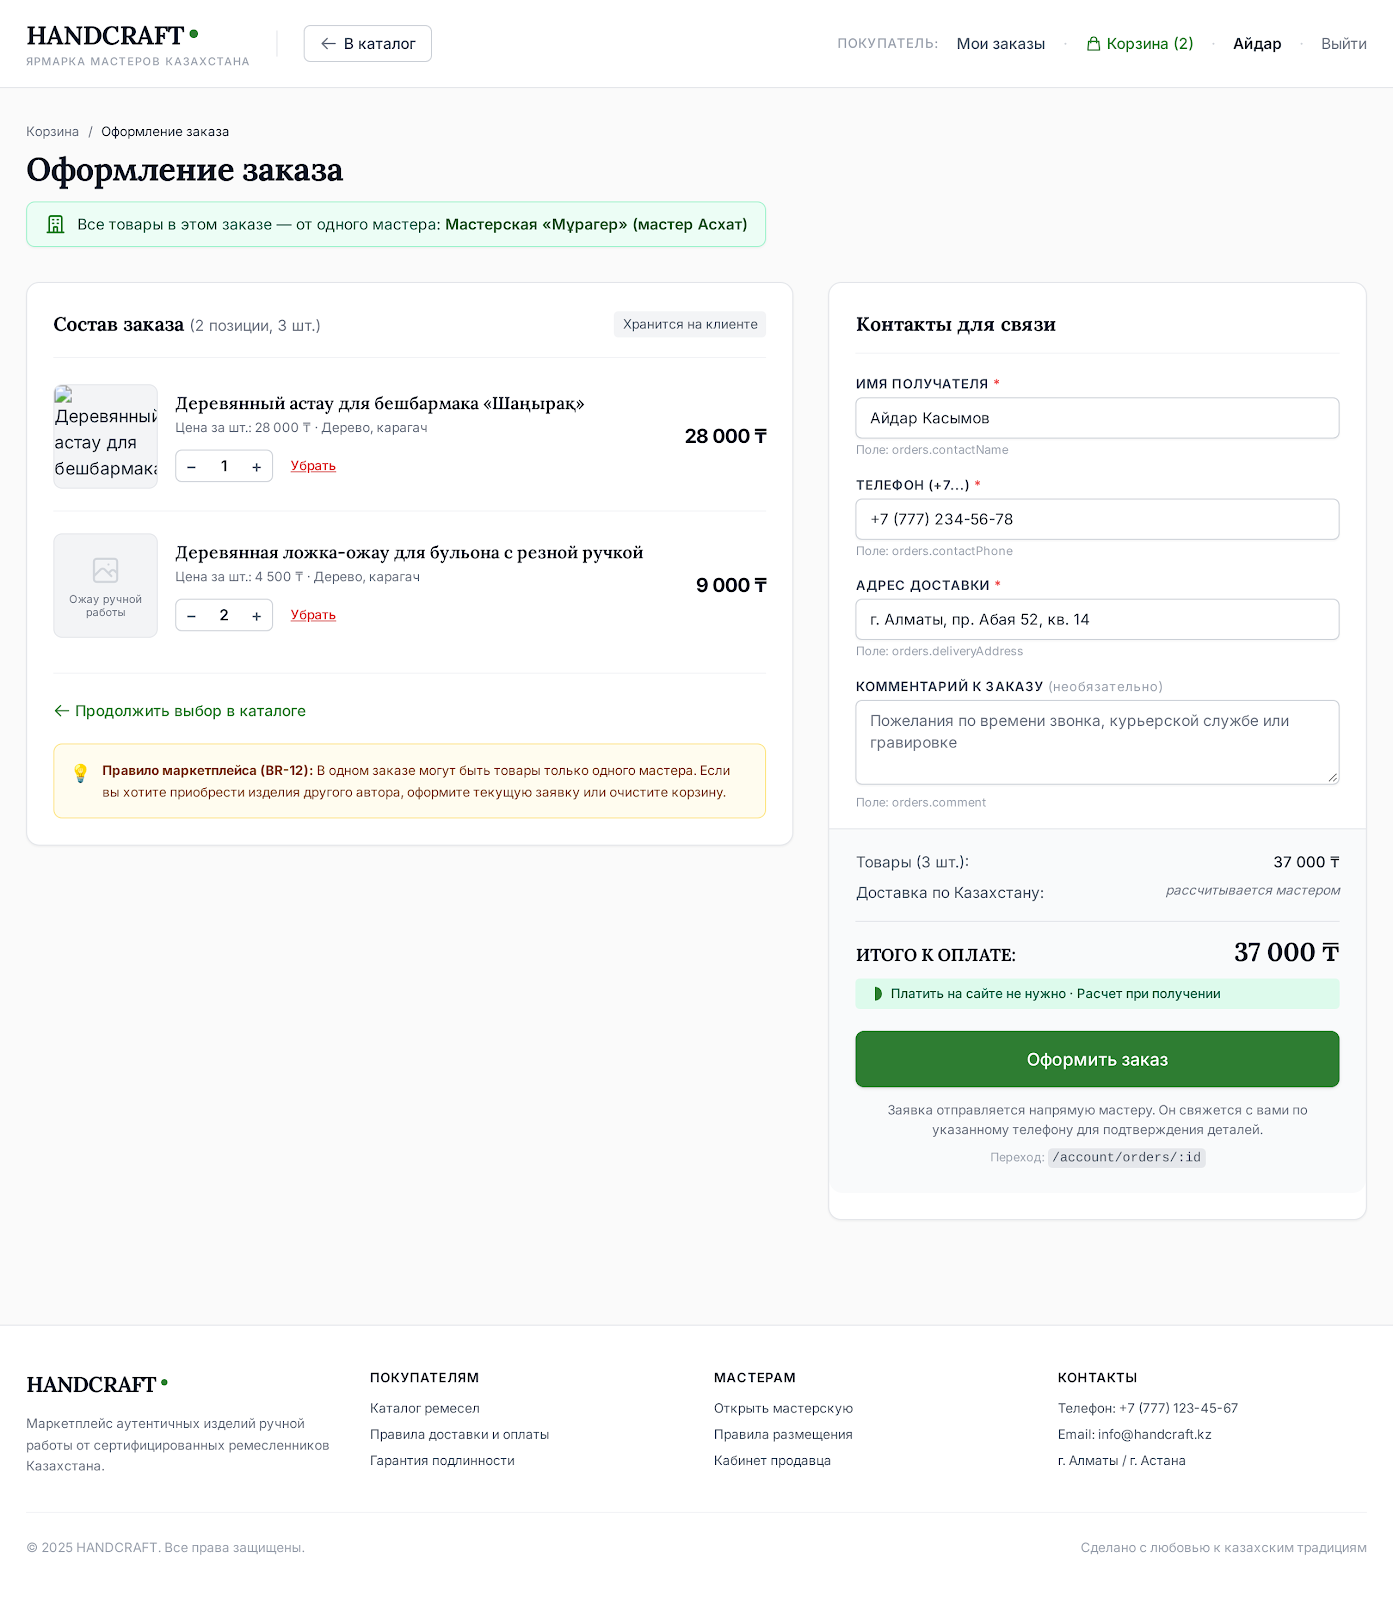 HANDCRAFT
ЯРМАРКА МАСТЕРОВ КАЗАХСТАНА
← В каталог
ПОКУПАТЕЛЬ: Мои заказы · Корзина (2) · Айдар · Выйти
Корзина / Оформление заказа
Оформление заказа
Все товары в этом заказе — от одного мастера: Мастерская «Мұрагер» (мастер Асхат)
Состав заказа (2 позиции, 3 шт.)
Хранится на клиенте
Деревянный
астау для
бешбармака
Деревянный астау для бешбармака «Шаңырақ»
Цена за шт.: 28 000 ₸ · Дерево, карагач
− 1 +
Убрать
28 000 ₸
Ожау ручной
работы
Деревянная ложка-ожау для бульона с резной ручкой
Цена за шт.: 4 500 ₸ · Дерево, карагач
− 2 +
Убрать
9 000 ₸
← Продолжить выбор в каталоге
Правило маркетплейса (BR-12): В одном заказе могут быть товары только одного мастера. Если
вы хотите приобрести изделия другого автора, оформите текущую заявку или очистите корзину.
Контакты для связи
ИМЯ ПОЛУЧАТЕЛЯ *
Айдар Касымов
Поле: orders.contactName
ТЕЛЕФОН (+7...) *
+7 (777) 234-56-78
Поле: orders.contactPhone
АДРЕС ДОСТАВКИ *
г. Алматы, пр. Абая 52, кв. 14
Поле: orders.deliveryAddress
КОММЕНТАРИЙ К ЗАКАЗУ (необязательно)
Пожелания по времени звонка, курьерской службе или
гравировке
Поле: orders.comment
Товары (3 шт.): 37 000 ₸
Доставка по Казахстану: рассчитывается мастером
ИТОГО К ОПЛАТЕ: 37 000 ₸
Платить на сайте не нужно · Расчет при получении
Оформить заказ
Заявка отправляется напрямую мастеру. Он свяжется с вами по
указанному телефону для подтверждения деталей.
Переход: /account/orders/:id
HANDCRAFT
Маркетплейс аутентичных изделий ручной
работы от сертифицированных ремесленников
Казахстана.
ПОКУПАТЕЛЯМ
Каталог ремесел
Правила доставки и оплаты
Гарантия подлинности
МАСТЕРАМ
Открыть мастерскую
Правила размещения
Кабинет продавца
КОНТАКТЫ
Телефон: +7 (777) 123-45-67
Email: info@handcraft.kz
г. Алматы / г. Астана
© 2025 HANDCRAFT. Все права защищены.
Сделано с любовью к казахским традициям